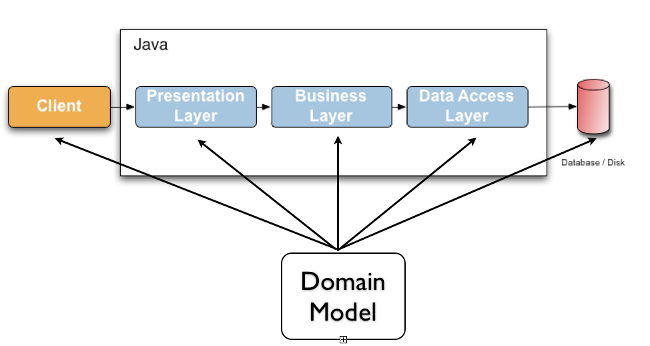 Java
Client
Presentation
Layer
Business
Layer
Data Access
Layer
Database / Disk
Domain
Model